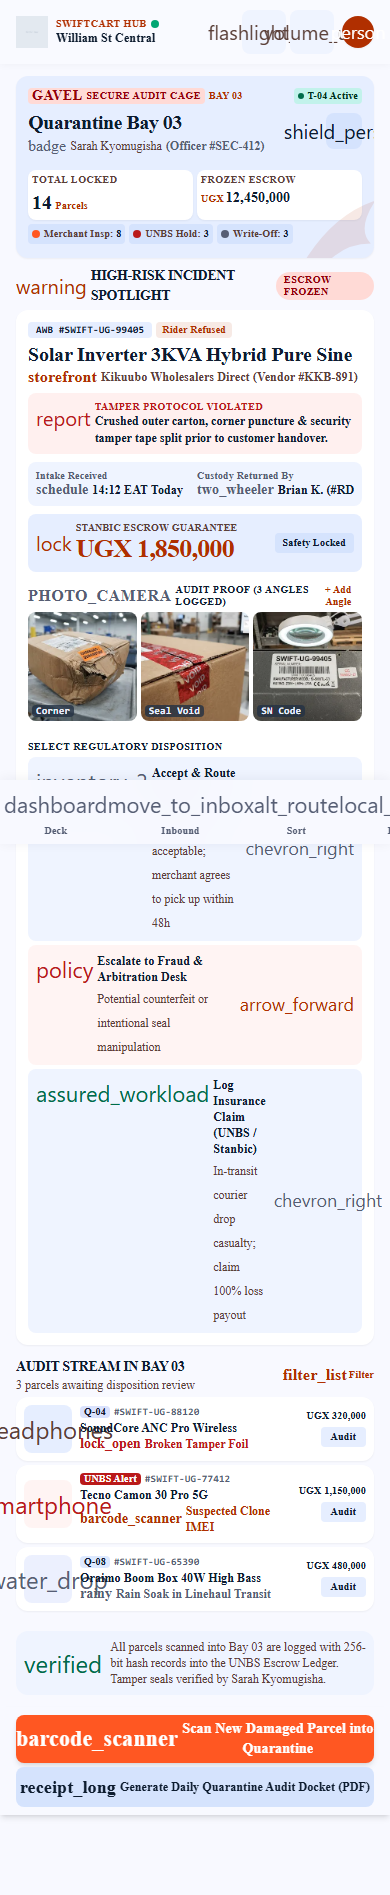 SWIFTCART HUB
William St Central
flashlight
volume_
person
GAVEL SECURE AUDIT CAGE BAY 03
T-04 Active
Quarantine Bay 03
badge Sarah Kyomugisha (Officer #SEC-412)
shield_per
TOTAL LOCKED
14 Parcels
FROZEN ESCROW
UGX 12,450,000
Merchant Insp: 8
UNBS Hold: 3
Write-Off: 3
warning HIGH-RISK INCIDENT
SPOTLIGHT
ESCROW
FROZEN
AWB #SWIFT-UG-99405
Rider Refused
Solar Inverter 3KVA Hybrid Pure Sine
storefront Kikuubo Wholesalers Direct (Vendor #KKB-891)
report TAMPER PROTOCOL VIOLATED
Crushed outer carton, corner puncture & security
tamper tape split prior to customer handover.
Intake Received
schedule 14:12 EAT Today
Custody Returned By
two_wheeler Brian K. (#RD
lock STANBIC ESCROW GUARANTEE
UGX 1,850,000
Safety Locked
PHOTO_CAMERA AUDIT PROOF (3 ANGLES
LOGGED)
+ Add
Angle
Corner
Seal Void
SWIFT-UG-99405
SN Code
SELECT REGULATORY DISPOSITION
Accept & Route
dashboard move_to_inbox alt_route local_
Deck
Inbound
Sort
acceptable;
merchant agrees
to pick up within
48h
chevron_right
policy Escalate to Fraud &
Arbitration Desk
Potential counterfeit or
intentional seal
manipulation
arrow_forward
assured_workload Log
Insurance
Claim
(UNBS /
Stanbic)
In-transit
courier
drop
casualty;
claim
100% loss
payout
chevron_right
AUDIT STREAM IN BAY 03
3 parcels awaiting disposition review
filter_list Filter
eadphones
Q-04 #SWIFT-UG-88120
SoundCore ANC Pro Wireless
lock_open Broken Tamper Foil
UGX 320,000
Audit
martphone
UNBS Alert #SWIFT-UG-77412
Tecno Camon 30 Pro 5G
barcode_scanner Suspected Clone
IMEI
UGX 1,150,000
Audit
water_drop
Q-08 #SWIFT-UG-65390
Oraimo Boom Box 40W High Bass
rainy Rain Soak in Linehaul Transit
UGX 480,000
Audit
verified All parcels scanned into Bay 03 are logged with 256-
bit hash records into the UNBS Escrow Ledger.
Tamper seals verified by Sarah Kyomugisha.
barcode_scanner Scan New Damaged Parcel into
Quarantine
receipt_long Generate Daily Quarantine Audit Docket (PDF)